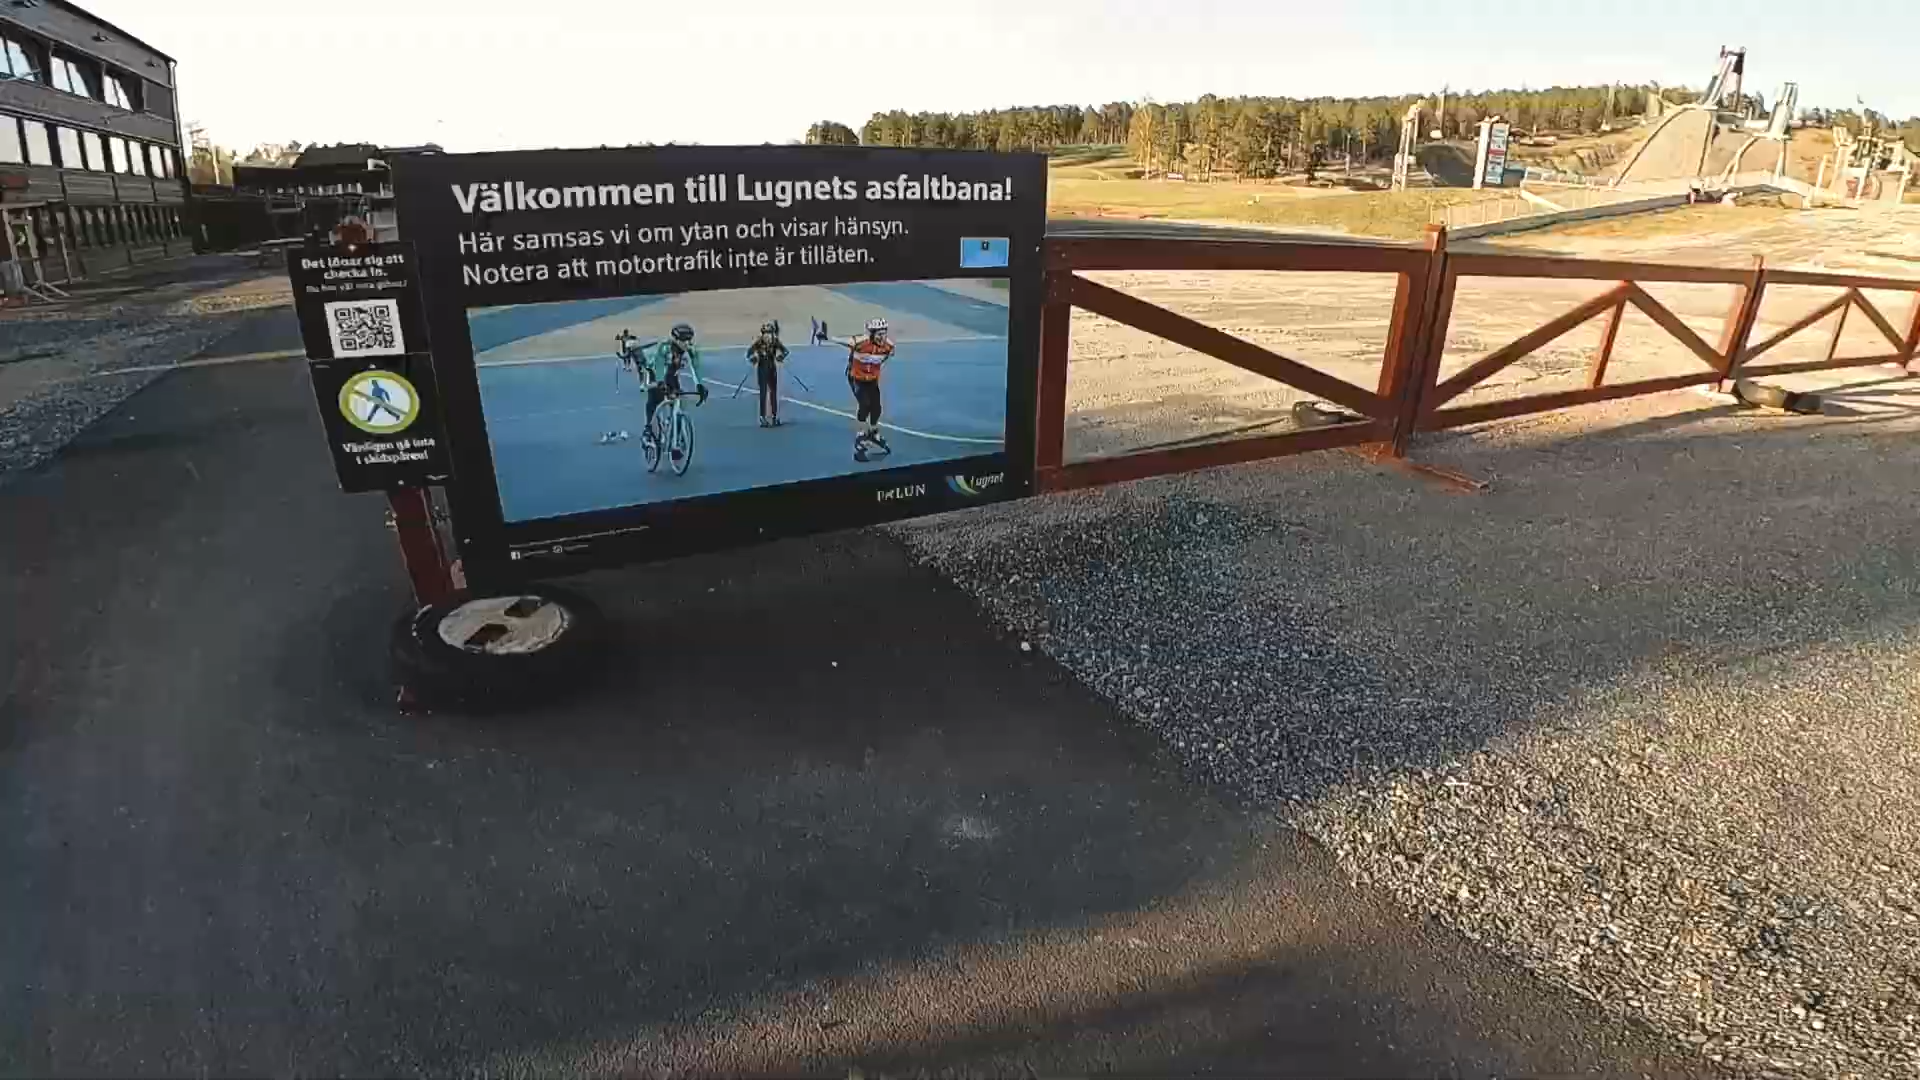 Välkommen till Lugnets asfaltbana!
Här samsas vi om ytan och visar hänsyn.
Notera att motortrafik inte är tillåten.
Det lönar sig att
checka in.
Vänligen gå inte
i skidspåren!
FALUN
Lugnet